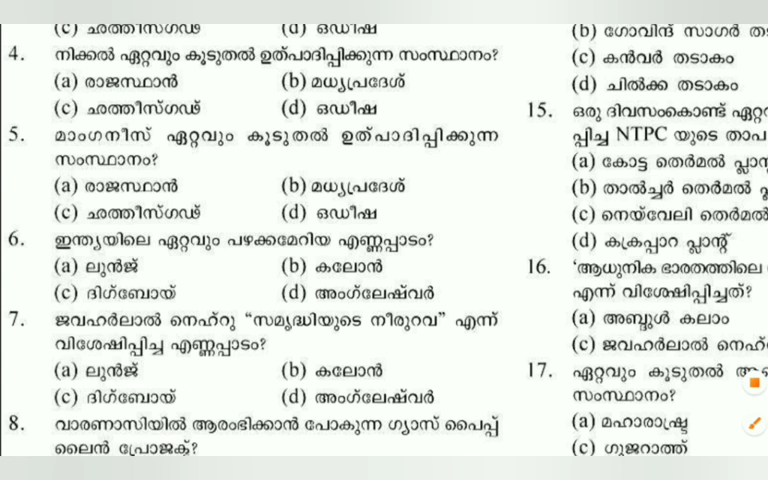 (c) ഛത്തീസ്ഗഢ് (d) ഒഡീഷ
4. നിക്കൽ ഏറ്റവും കൂടുതൽ ഉത്പാദിപ്പിക്കുന്ന സംസ്ഥാനം?
(a) രാജസ്ഥാൻ (b) മധ്യപ്രദേശ്
(c) ഛത്തീസ്ഗഢ് (d) ഒഡീഷ
5. മാംഗനീസ് ഏറ്റവും കൂടുതൽ ഉത്പാദിപ്പിക്കുന്ന
സംസ്ഥാനം?
(a) രാജസ്ഥാൻ (b) മധ്യപ്രദേശ്
(c) ഛത്തീസ്ഗഢ് (d) ഒഡീഷ
6. ഇന്ത്യയിലെ ഏറ്റവും പഴക്കമേറിയ എണ്ണപ്പാടം?
(a) ലുൻജ് (b) കലോൻ
(c) ദിഗ്ബോയ് (d) അംഗ്ലേഷ്വർ
7. ജവഹർലാൽ നെഹ്റു “സമൃദ്ധിയുടെ നീരുറവ” എന്ന്
വിശേഷിപ്പിച്ച എണ്ണപ്പാടം?
(a) ലുൻജ് (b) കലോൻ
(c) ദിഗ്ബോയ് (d) അംഗ്ലേഷ്വർ
8. വാരണാസിയിൽ ആരംഭിക്കാൻ പോകുന്ന ഗ്യാസ് പൈപ്പ്
ലൈൻ പ്രോജക്ട്?
(b) ഗോവിന്ദ് സാഗർ
(c) കൻവർ തടാകം
(d) ചിൽക്ക തടാകം
15. ഒരു ദിവസംകൊണ്ട്
പ്പിച്ച NTPC യുടെ
(a) കോട്ട തെർമൽ
(b) താൽച്ചർ തെർമൽ
(c) നെയ്‌വേലി തെർമൽ
(d) കക്രപ്പാറ പ്ലാന്റ്
16. ‘ആധുനിക ഭാരതത്തിലെ
എന്ന് വിശേഷിപ്പിച്ചത്?
(a) അബ്ദുൾ കലാം
(c) ജവഹർലാൽ
17. ഏറ്റവും കൂടുതൽ
സംസ്ഥാനം?
(a) മഹാരാഷ്ട്ര
(c) ഗുജറാത്ത്